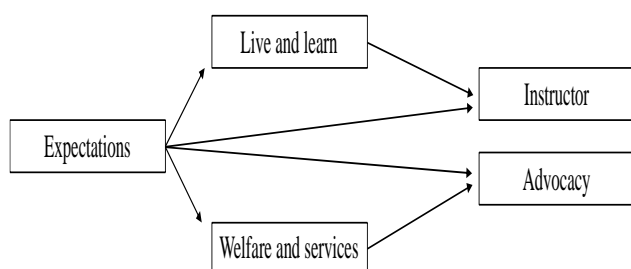 Live and learn
Instructor
Expectations
Advocacy
Welfare and services